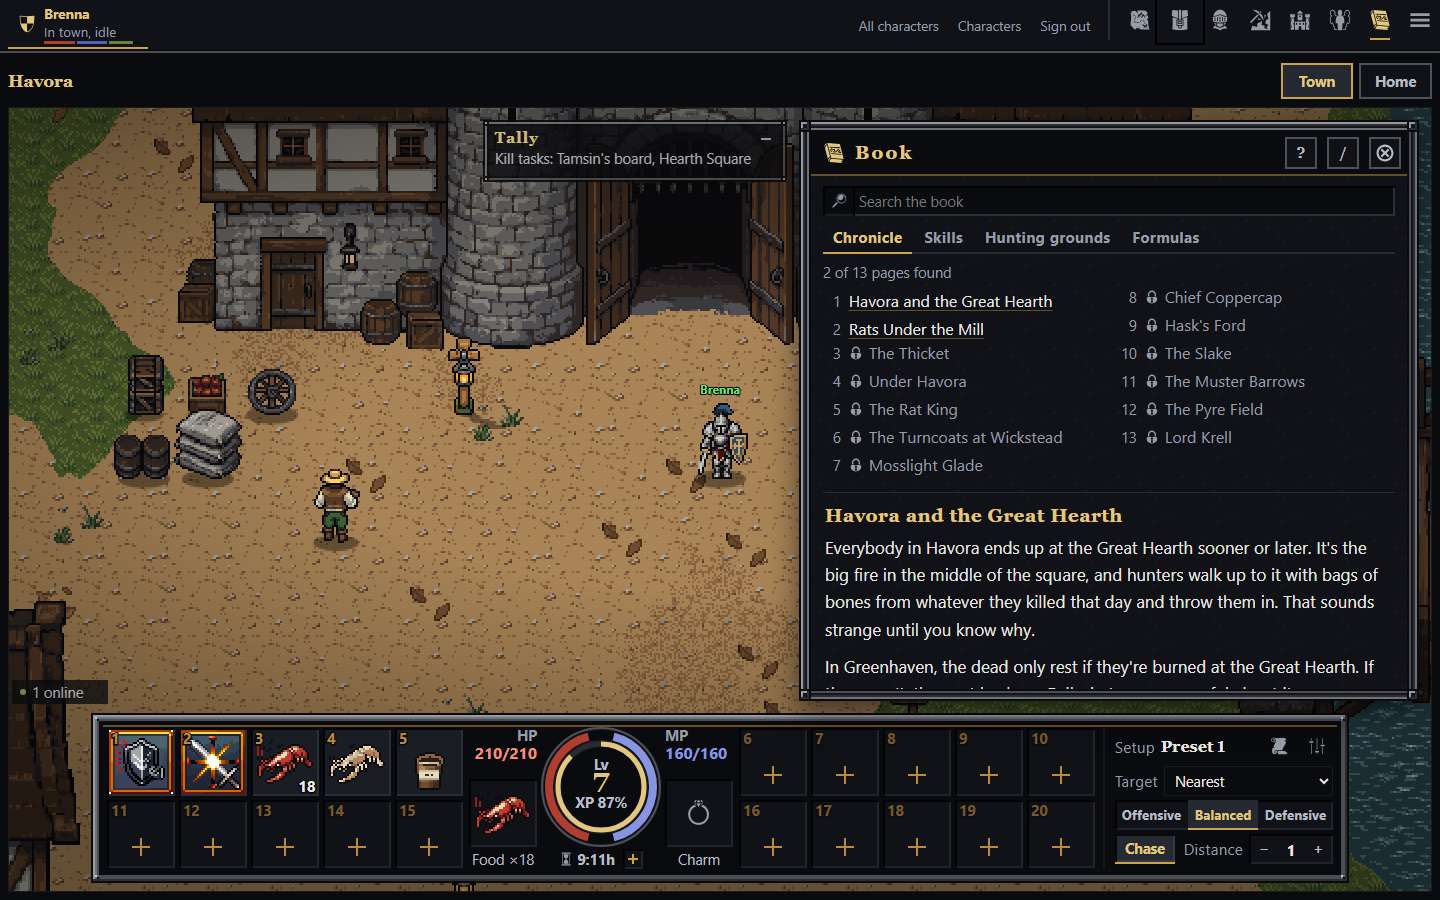 Brenna
In town, idle
All characters
Characters
Sign out
Havora
Town
Home
Tally
Kill tasks: Tamsin's board, Hearth Square
Book
?
/
Search the book
Chronicle
Skills
Hunting grounds
Formulas
2 of 13 pages found
1 Havora and the Great Hearth
2 Rats Under the Mill
3 The Thicket
4 Under Havora
5 The Rat King
6 The Turncoats at Wickstead
7 Mosslight Glade
8 Chief Coppercap
9 Hask's Ford
10 The Slake
11 The Muster Barrows
12 The Pyre Field
13 Lord Krell
Havora and the Great Hearth
Everybody in Havora ends up at the Great Hearth sooner or later. It's the
big fire in the middle of the square, and hunters walk up to it with bags of
bones from whatever they killed that day and throw them in. That sounds
strange until you know why.
In Greenhaven, the dead only rest if they're burned at the Great Hearth. If
Brenna
1 online
1
2
3
18
4
5
HP
210/210
Lv
7
XP 87%
MP
160/160
6
7
8
9
10
11
12
13
14
15
Food ×18
9:11h
+
Charm
16
17
18
19
20
Setup Preset 1
Target Nearest
Offensive
Balanced
Defensive
Chase
Distance
− 1 +